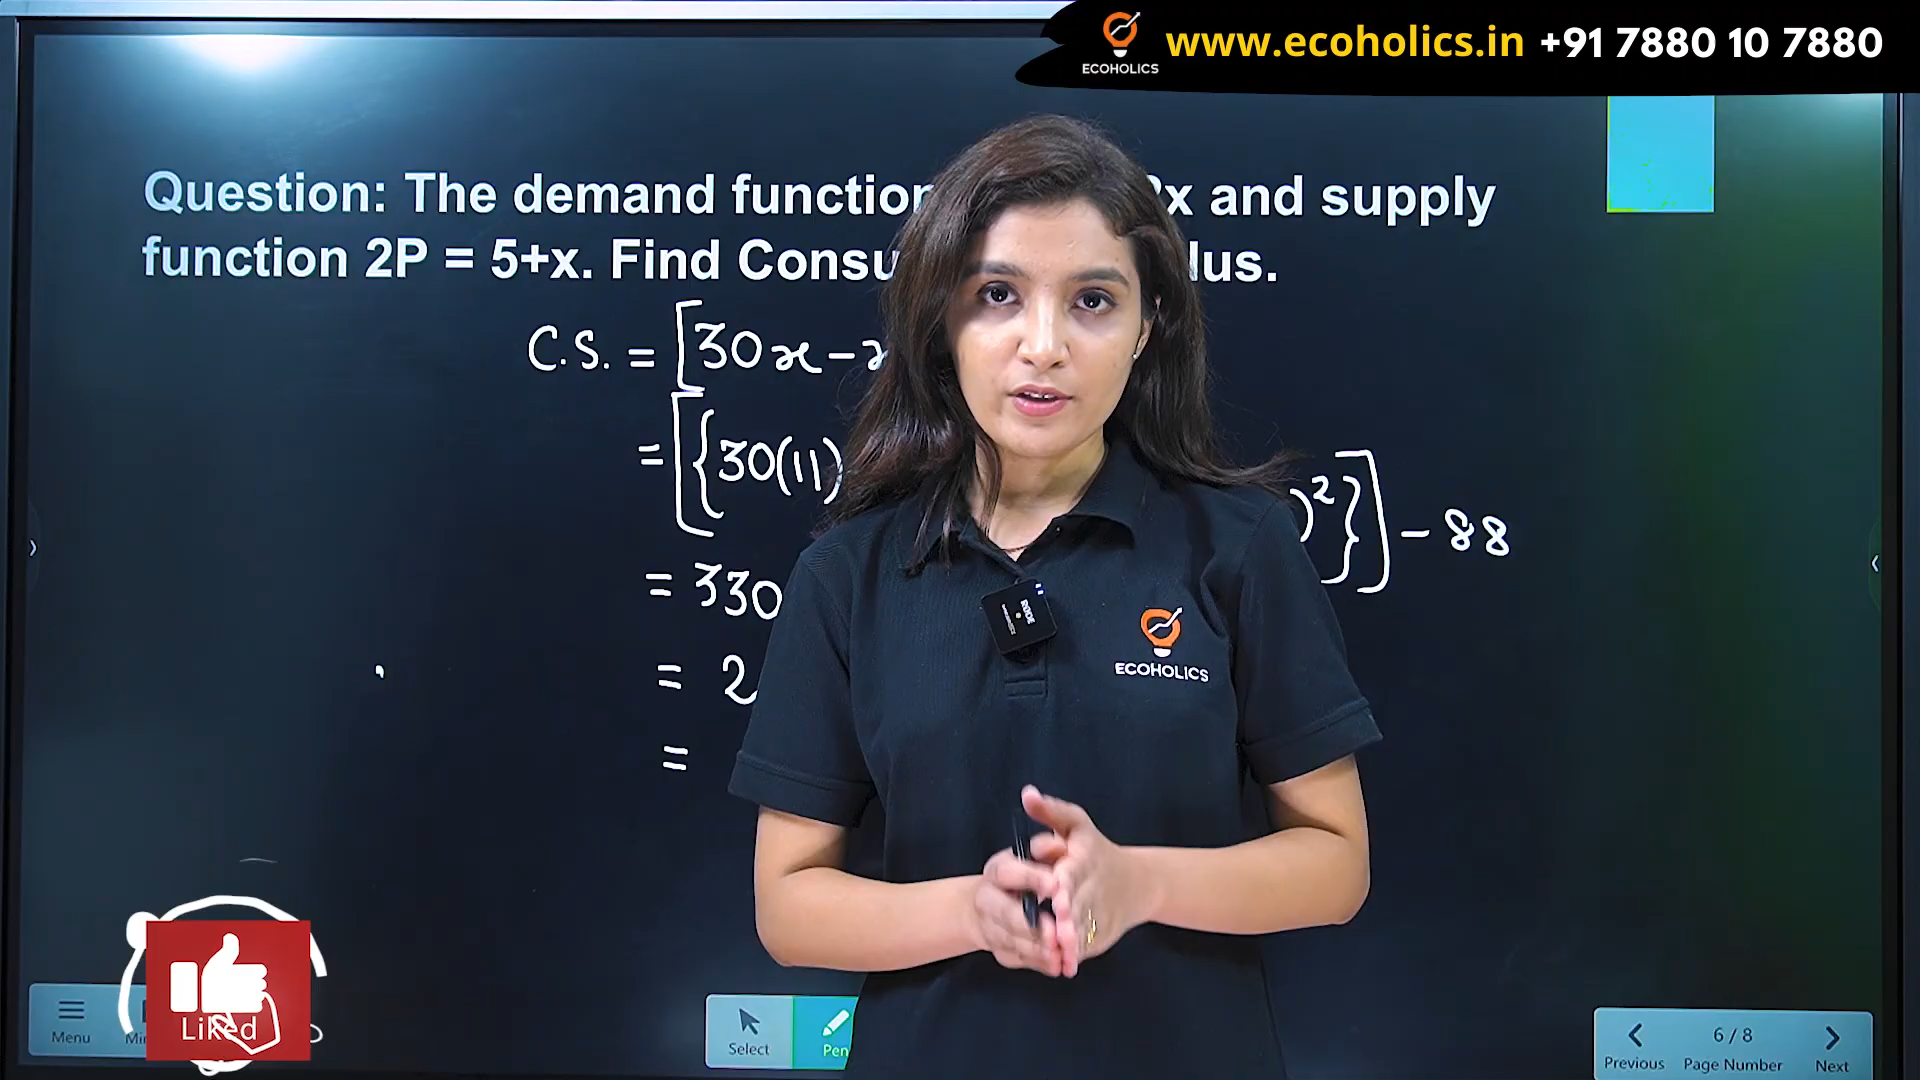 www.ecoholics.in +91 7880 10 7880
ECOHOLICS
Question: The demand function x and supply
function 2P = 5+x. Find lus.
C.S. = [30x -
= [{30(11) )²}] - 88
= 330
= 2
=
RODE
ECOHOLICS
Liked
Menu
Select
Pen
6 / 8
Previous Page Number Next